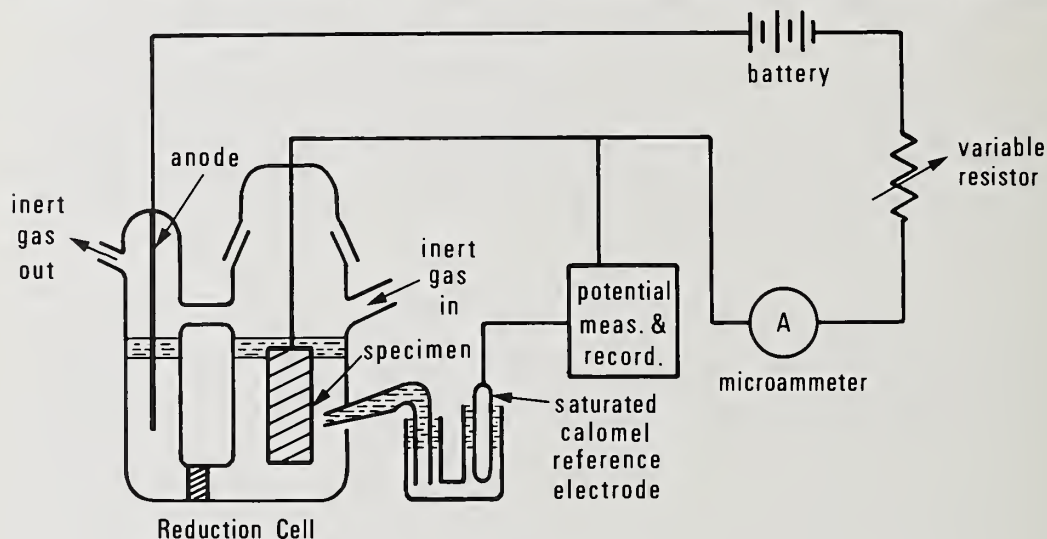 battery
variable
resistor
anode
inert
gas
out
inert
gas
in
potential
meas. &
record.
A
microammeter
specimen
saturated
calomel
reference
electrode
Reduction Cell